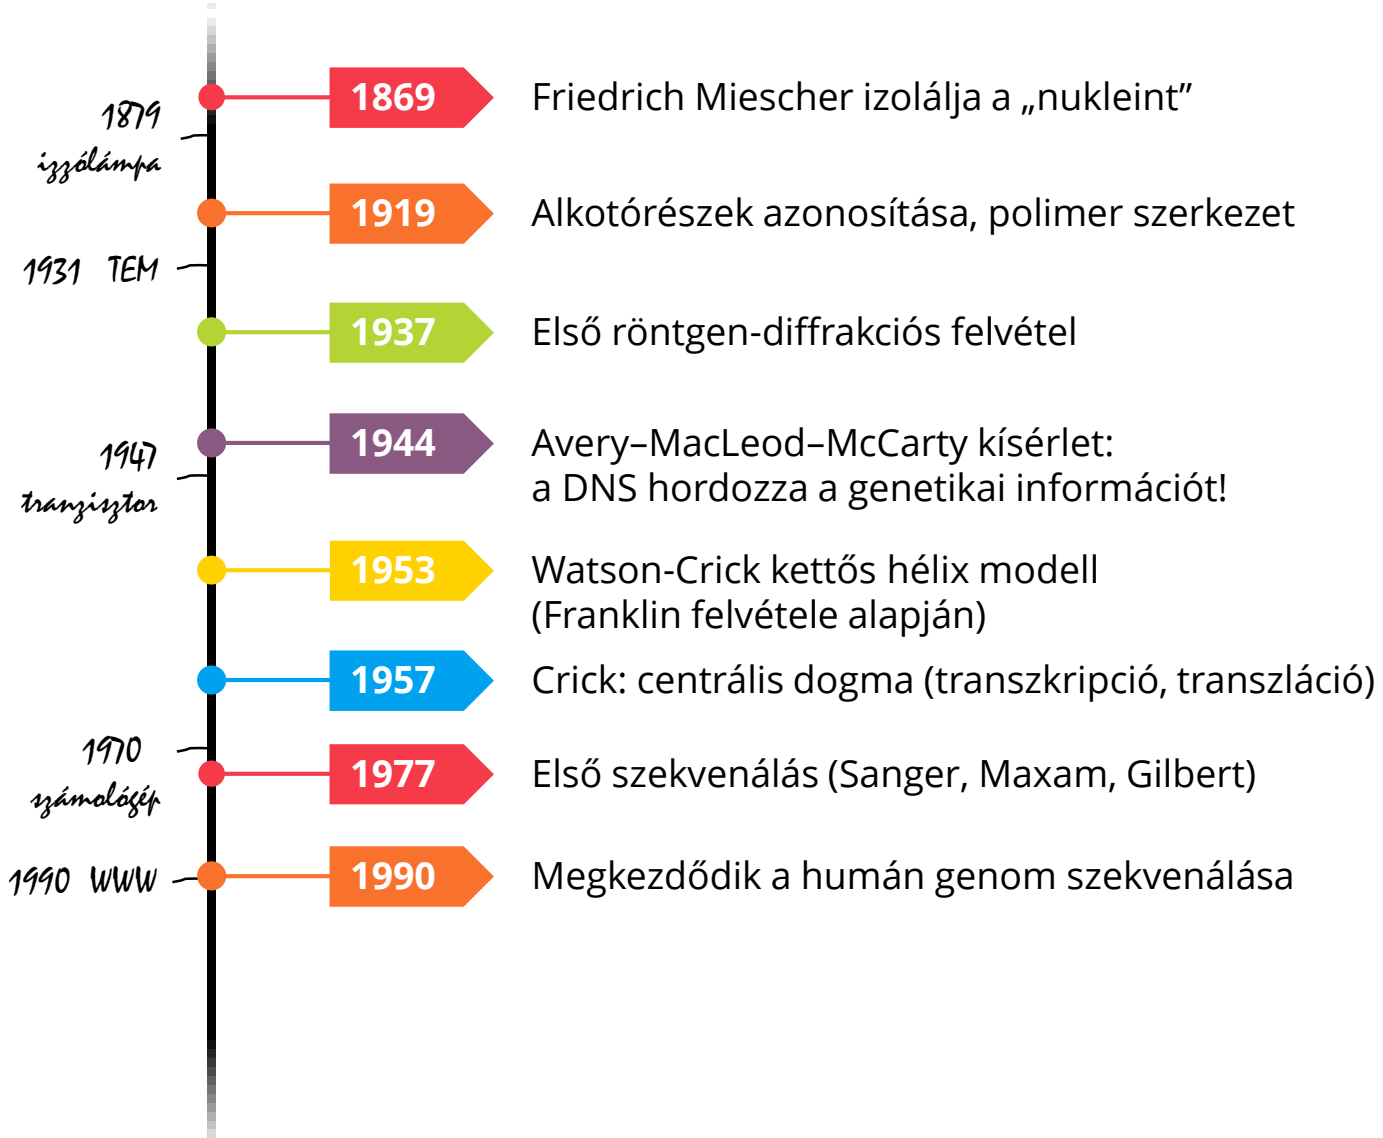 1869 Friedrich Miescher izolálja a „nukleint”
1879
izzólámpa
1919 Alkotórészek azonosítása, polimer szerkezet
1931 TEM
1937 Első röntgen-diffrakciós felvétel
1944 Avery–MacLeod–McCarty kísérlet:
a DNS hordozza a genetikai információt!
1947
tranzisztor
1953 Watson-Crick kettős hélix modell
(Franklin felvétele alapján)
1957 Crick: centrális dogma (transzkripció, transzláció)
1970
számológép
1977 Első szekvenálás (Sanger, Maxam, Gilbert)
1990 WWW
1990 Megkezdődik a humán genom szekvenálása